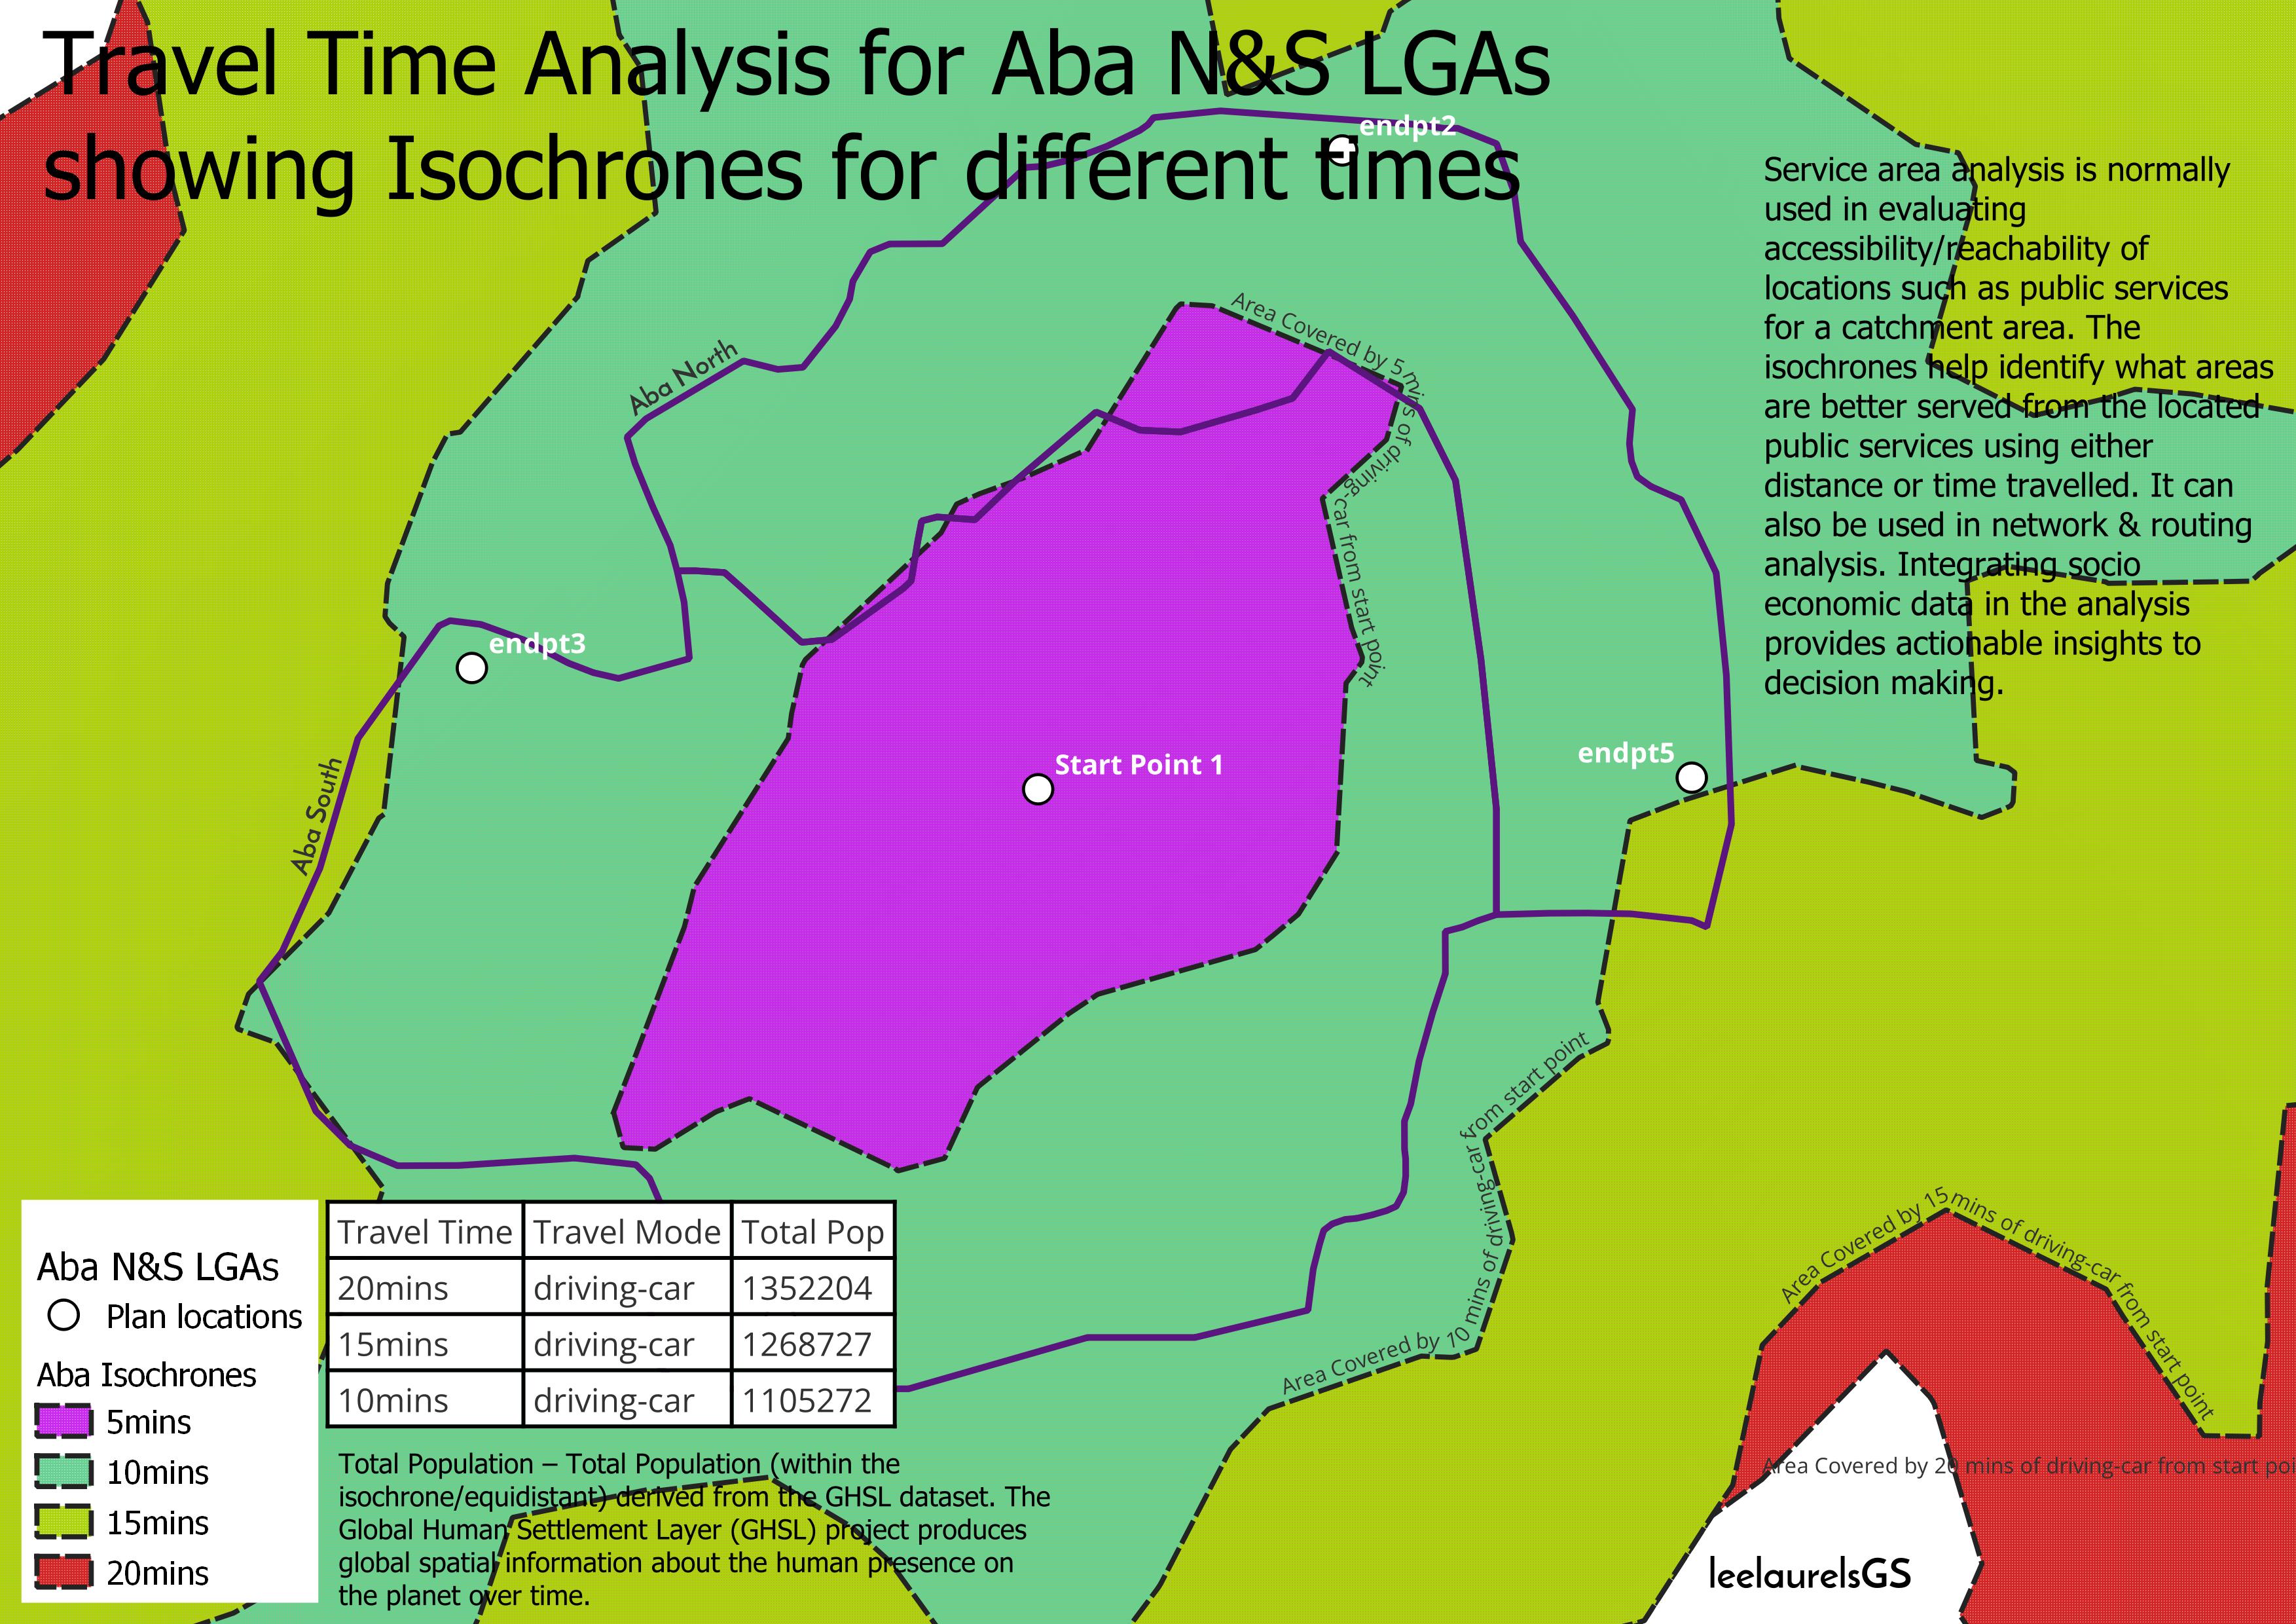 Travel Time Analysis for Aba N&S LGAs
showing Isochrones for different times
endpt2
Service area analysis is normally
used in evaluating
accessibility/reachability of
locations such as public services
for a catchment area. The
isochrones help identify what areas
are better served from the located
public services using either
distance or time travelled. It can
also be used in network & routing
analysis. Integrating socio
economic data in the analysis
provides actionable insights to
decision making.
Area Covered by 5 mins of driving-car from start point
Aba North
endpt3
Start Point 1
endpt5
Aba South
Area Covered by 10 mins of driving-car from start point
Area Covered by 15 mins of driving-car from start point
Area Covered by 20 mins of driving-car from start poi
Aba N&S LGAs
Plan locations
Aba Isochrones
5mins
10mins
15mins
20mins
Travel Time Travel Mode Total Pop
20mins driving-car 1352204
15mins driving-car 1268727
10mins driving-car 1105272
Total Population – Total Population (within the
isochrone/equidistant) derived from the GHSL dataset. The
Global Human Settlement Layer (GHSL) project produces
global spatial information about the human presence on
the planet over time.
leelaurelsGS